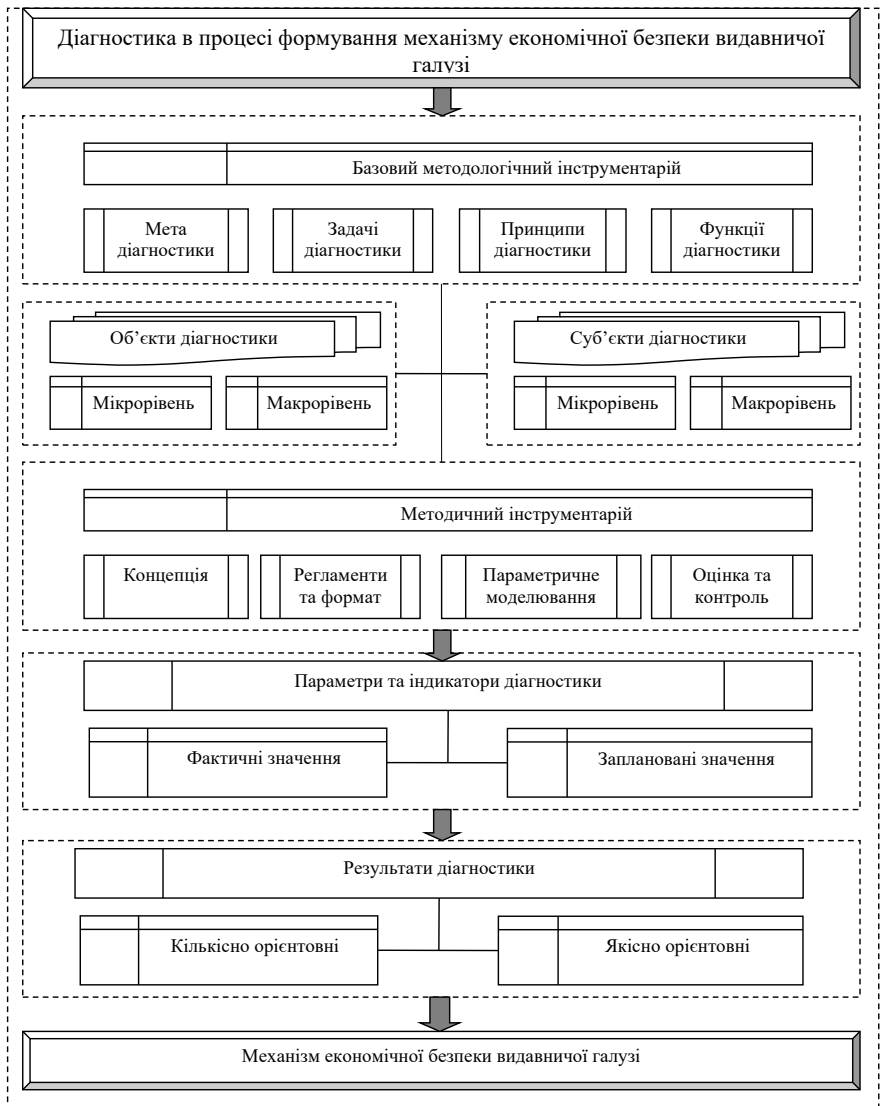 Діагностика в процесі формування механізму економічної безпеки видавничої
галузі
Базовий методологічний інструментарій
Мета
діагностики
Задачі
діагностики
Принципи
діагностики
Функції
діагностики
Об’єкти діагностики
Мікрорівень
Макрорівень
Суб’єкти діагностики
Мікрорівень
Макрорівень
Методичний інструментарій
Концепція
Регламенти
та формат
Параметричне
моделювання
Оцінка та
контроль
Параметри та індикатори діагностики
Фактичні значення
Заплановані значення
Результати діагностики
Кількісно орієнтовні
Якісно орієнтовні
Механізм економічної безпеки видавничої галузі